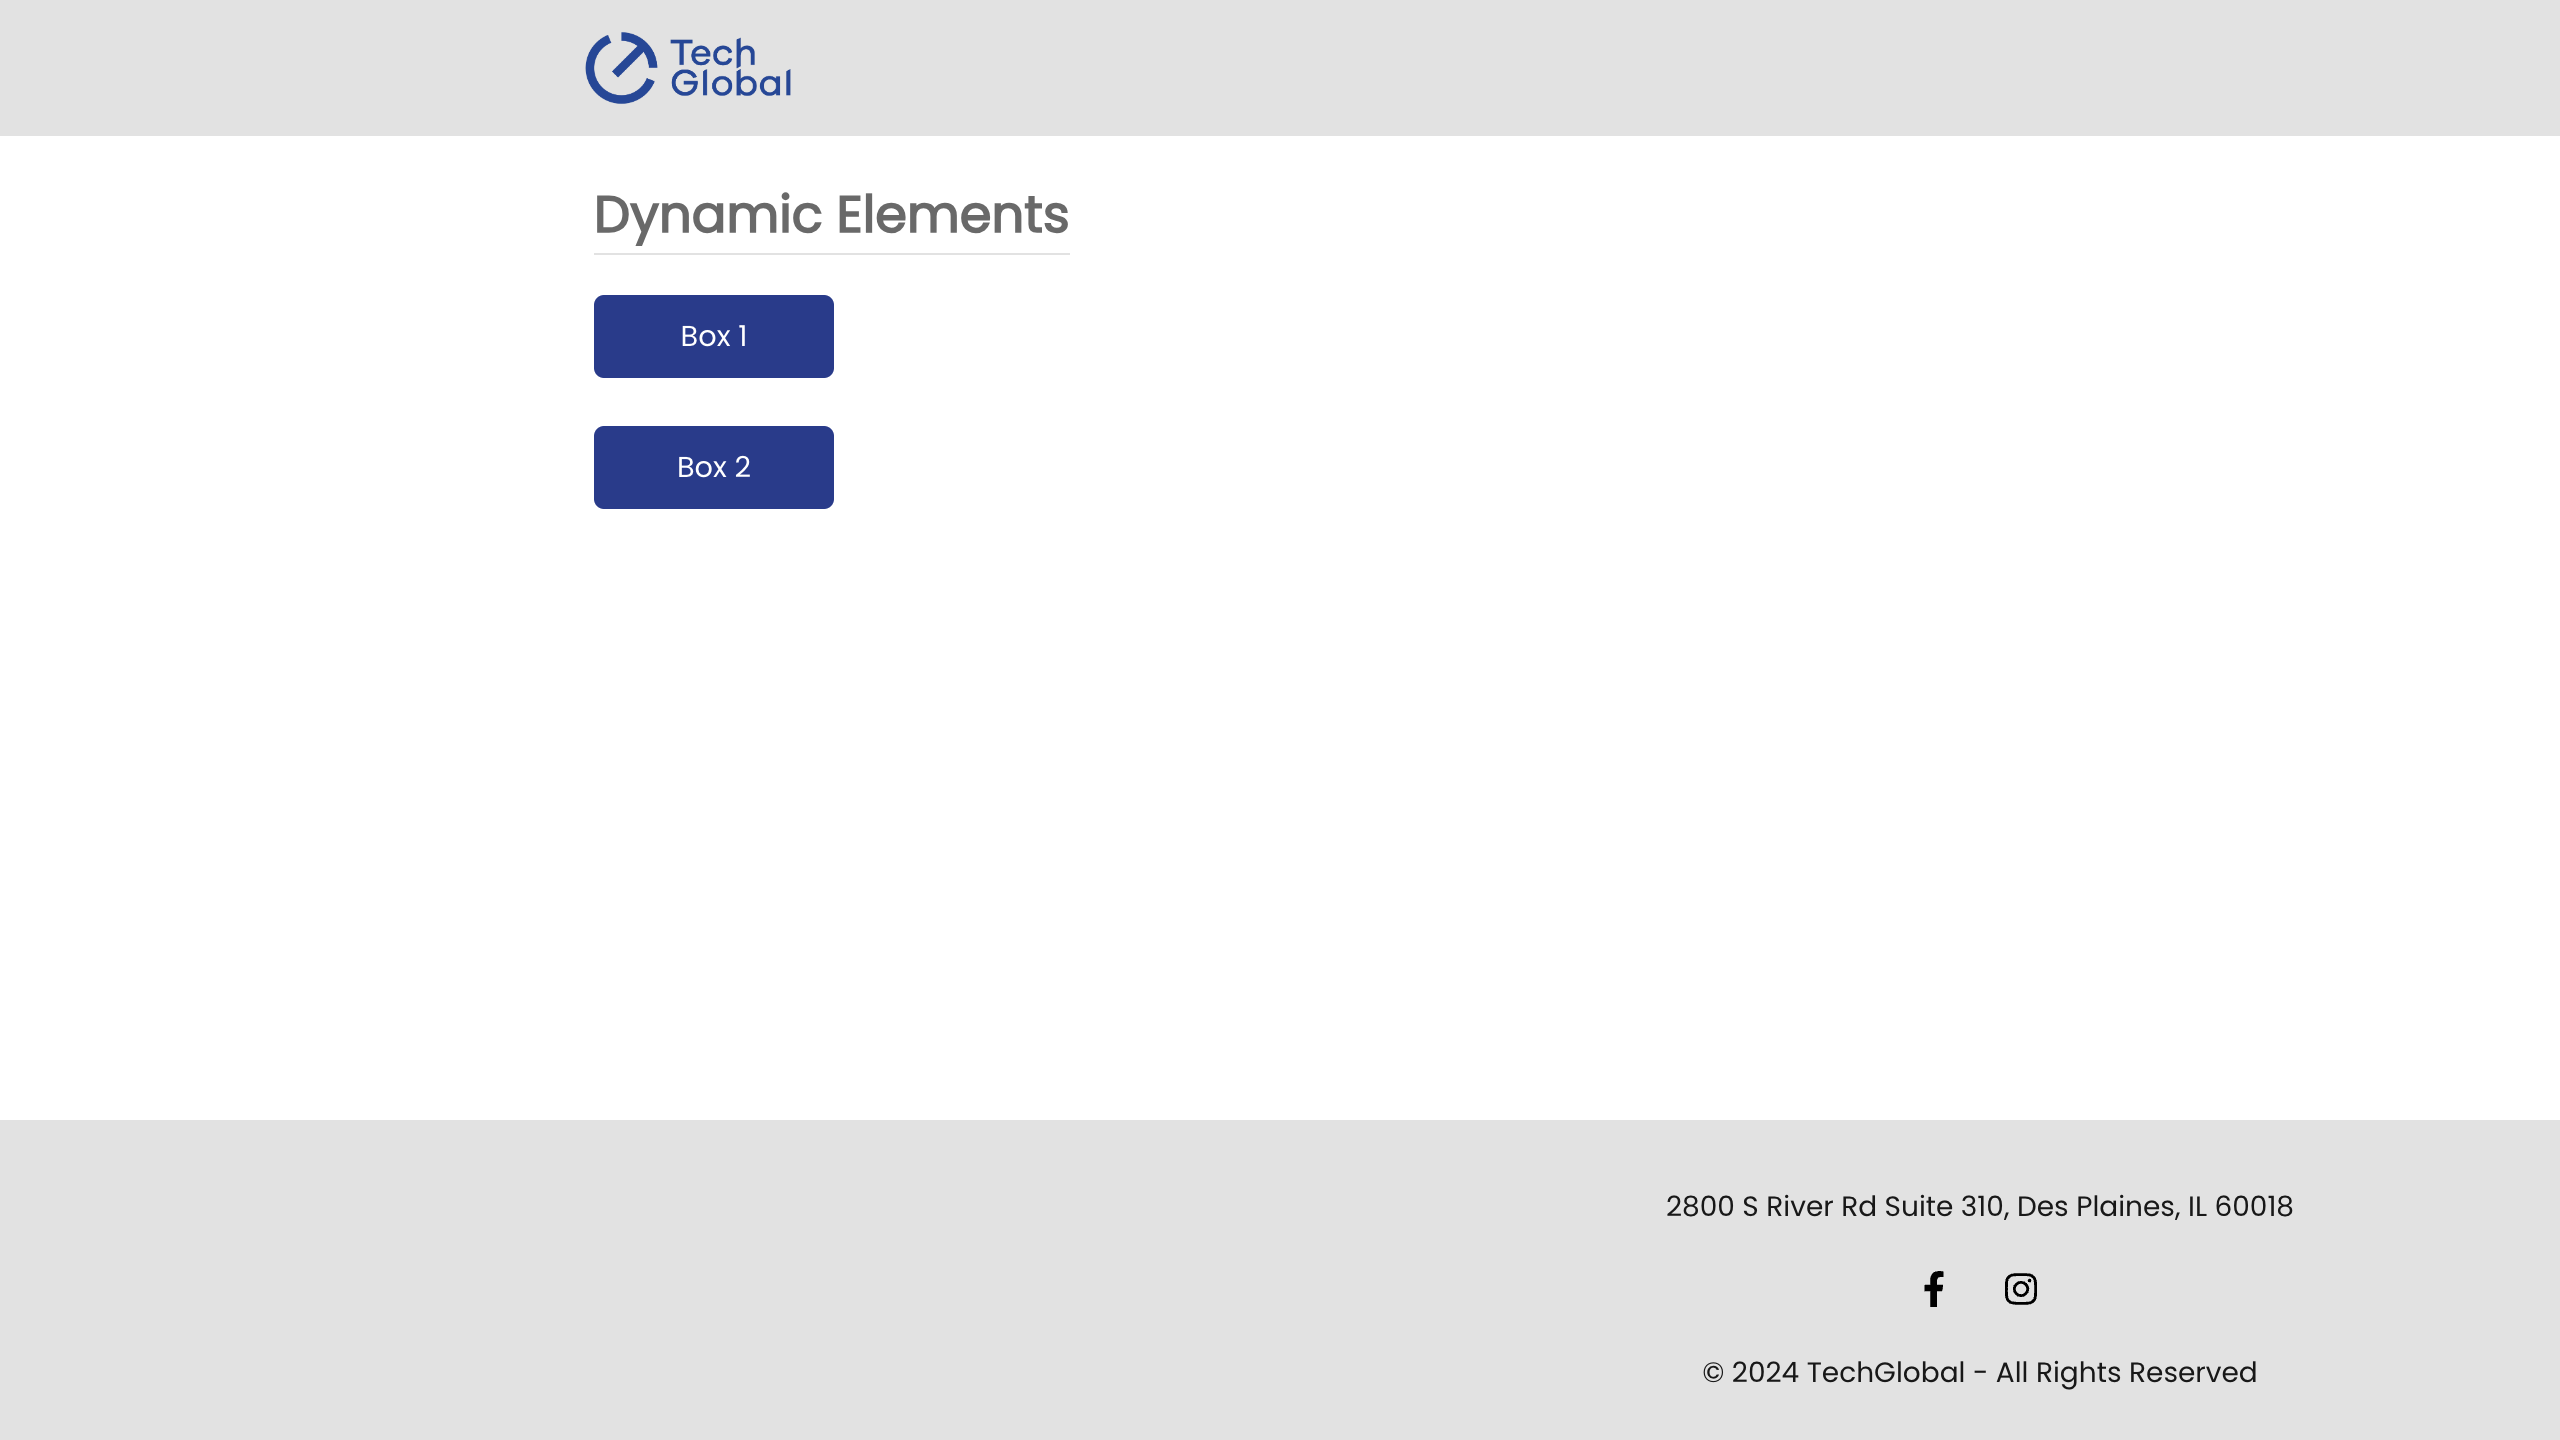 Tech
Global
Dynamic Elements
Box 1
Box 2
2800 S River Rd Suite 310, Des Plaines, IL 60018
© 2024 TechGlobal - All Rights Reserved